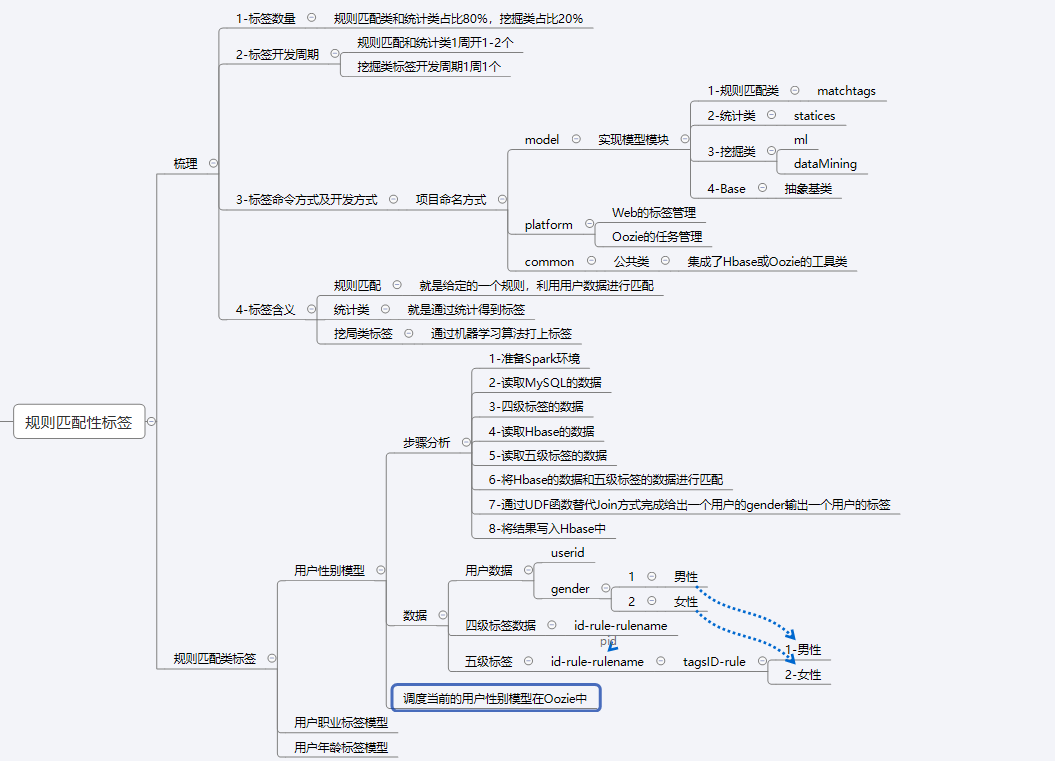 规则匹配性标签
梳理
1-标签数量
规则匹配类和统计类占比80%，挖掘类占比20%
2-标签开发周期
规则匹配和统计类1周开1-2个
挖掘类标签开发周期1周1个
3-标签命令方式及开发方式
项目命名方式
model
实现模型模块
1-规则匹配类
matchtags
2-统计类
statices
3-挖掘类
ml
dataMining
4-Base
抽象基类
platform
Web的标签管理
Oozie的任务管理
common
公共类
集成了Hbase或Oozie的工具类
4-标签含义
规则匹配
就是给定的一个规则，利用用户数据进行匹配
统计类
就是通过统计得到标签
挖局类标签
通过机器学习算法打上标签
规则匹配类标签
用户性别模型
步骤分析
1-准备Spark环境
2-读取MySQL的数据
3-四级标签的数据
4-读取Hbase的数据
5-读取五级标签的数据
6-将Hbase的数据和五级标签的数据进行匹配
7-通过UDF函数替代Join方式完成给出一个用户的gender输出一个用户的标签
8-将结果写入Hbase中
数据
用户数据
userid
gender
1
男性
2
女性
四级标签数据
id-rule-rulename
pid
五级标签
id-rule-rulename
tagsID-rule
1-男性
2-女性
调度当前的用户性别模型在Oozie中
用户职业标签模型
用户年龄标签模型